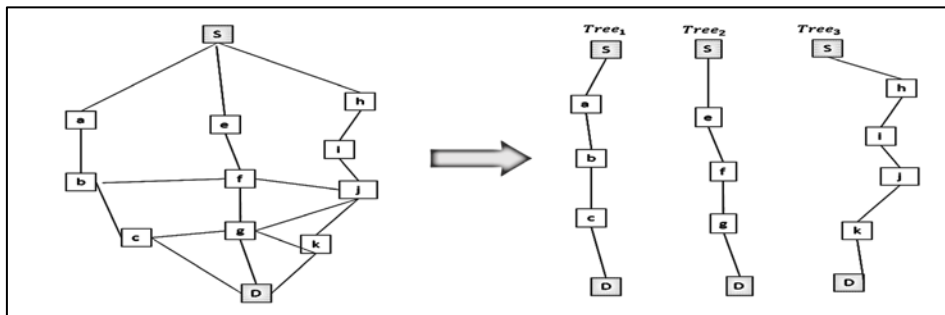 Tree₁ Tree₂ Tree₃
S S S S
h h
a e a e
i b i
b f j f j
c g k c g k
D D D D